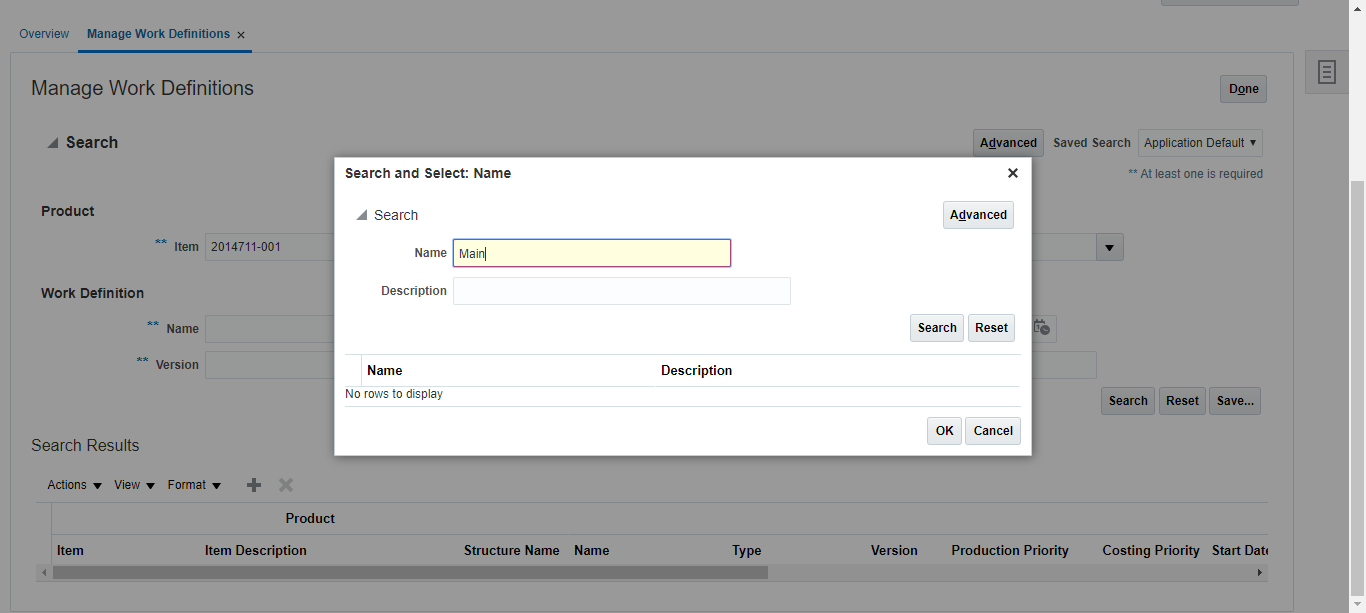 Overview
Manage Work Definitions ×
Manage Work Definitions
Done
Search
Advanced
Saved Search
Application Default
** At least one is required
Product
** Item 2014711-001
Work Definition
** Name
** Version
Search Reset Save...
Search and Select: Name
Search
Advanced
Name Main
Description
Search Reset
Name Description
No rows to display
OK Cancel
Search Results
Actions View Format
Product
Item Item Description Structure Name Name Type Version Production Priority Costing Priority Start Date